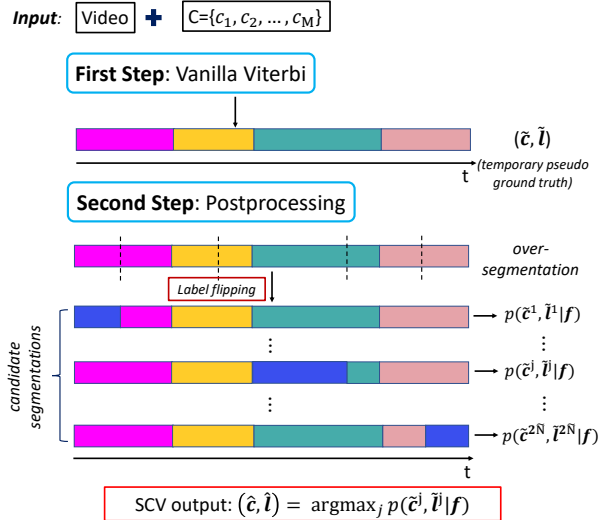 Input: Video + C={c₁, c₂, … , c_M}
First Step: Vanilla Viterbi
(c̃, l̃)
t
(temporary pseudo ground truth)
Second Step: Postprocessing
over-segmentation
Label flipping
candidate segmentations
p(c̃¹, l̃¹|f)
⋮ ⋮
p(c̃ʲ, l̃ʲ|f)
⋮ ⋮
p(c̃^{2Ñ}, l̃^{2Ñ}|f)
t
SCV output: (ĉ, l̂) = argmaxⱼ p(c̃ʲ, l̃ʲ|f)